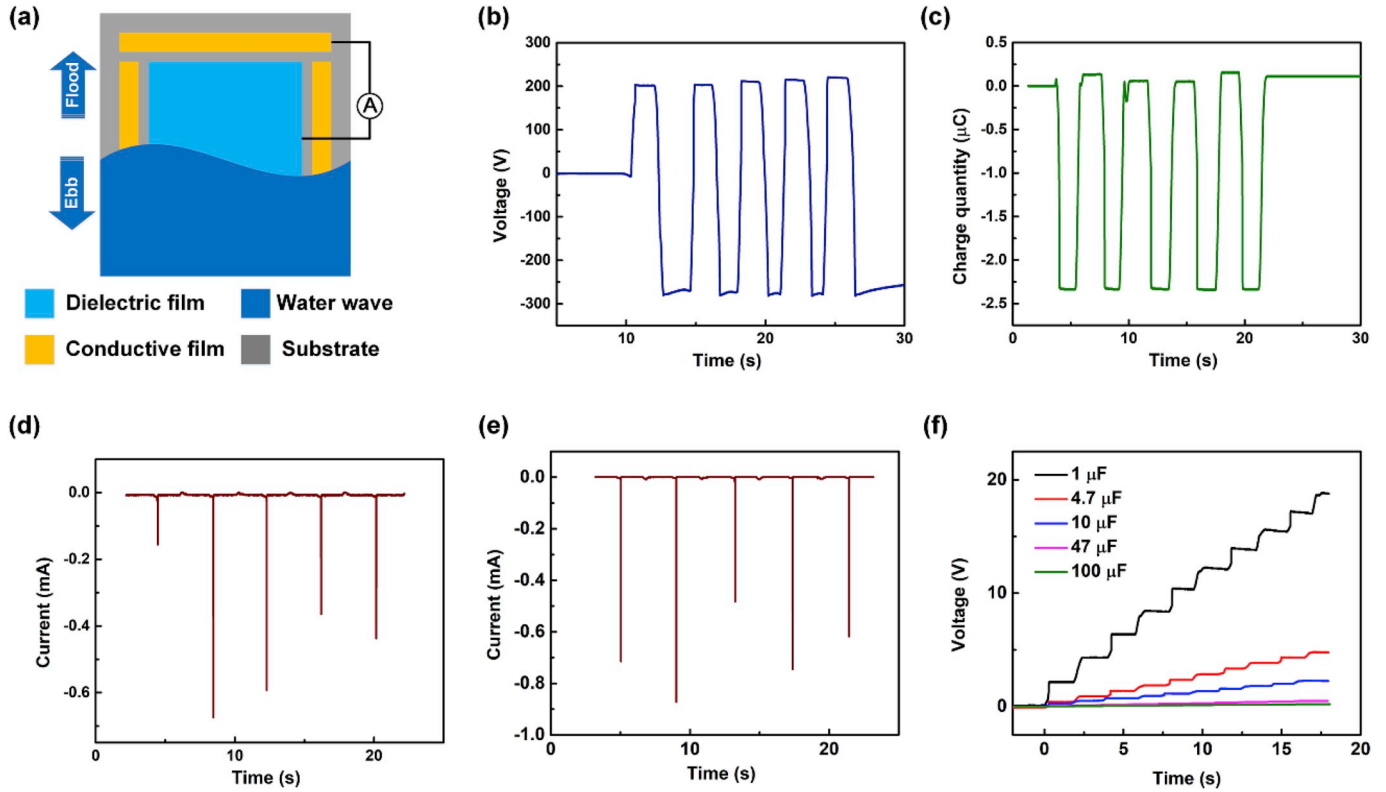 (a)
Flood
Ebb
A
Dielectric film
Water wave
Conductive film
Substrate
(b)
Voltage (V)
300
200
100
0
-100
-200
-300
10
20
30
Time (s)
(c)
Charge quantity (μC)
0.5
0.0
-0.5
-1.0
-1.5
-2.0
-2.5
0
10
20
30
Time (s)
(d)
Current (mA)
0.0
-0.2
-0.4
-0.6
0
10
20
Time (s)
(e)
Current (mA)
0.0
-0.2
-0.4
-0.6
-0.8
-1.0
0
10
20
Time (s)
(f)
Voltage (V)
20
10
0
1 μF
4.7 μF
10 μF
47 μF
100 μF
0
5
10
15
20
Time (s)